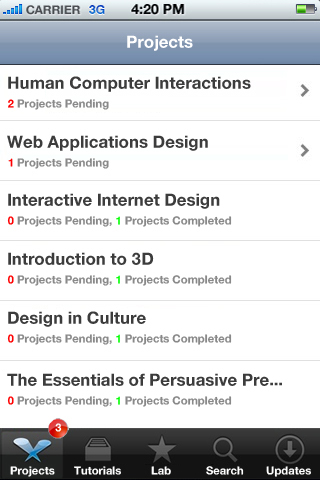 CARRIER 3G 4:20 PM
Projects
Human Computer Interactions
2 Projects Pending
Web Applications Design
1 Projects Pending
Interactive Internet Design
0 Projects Pending, 1 Projects Completed
Introduction to 3D
0 Projects Pending, 1 Projects Completed
Design in Culture
0 Projects Pending, 1 Projects Completed
The Essentials of Persuasive Pre...
0 Projects Pending, 1 Projects Completed
3
Projects Tutorials Lab Search Updates